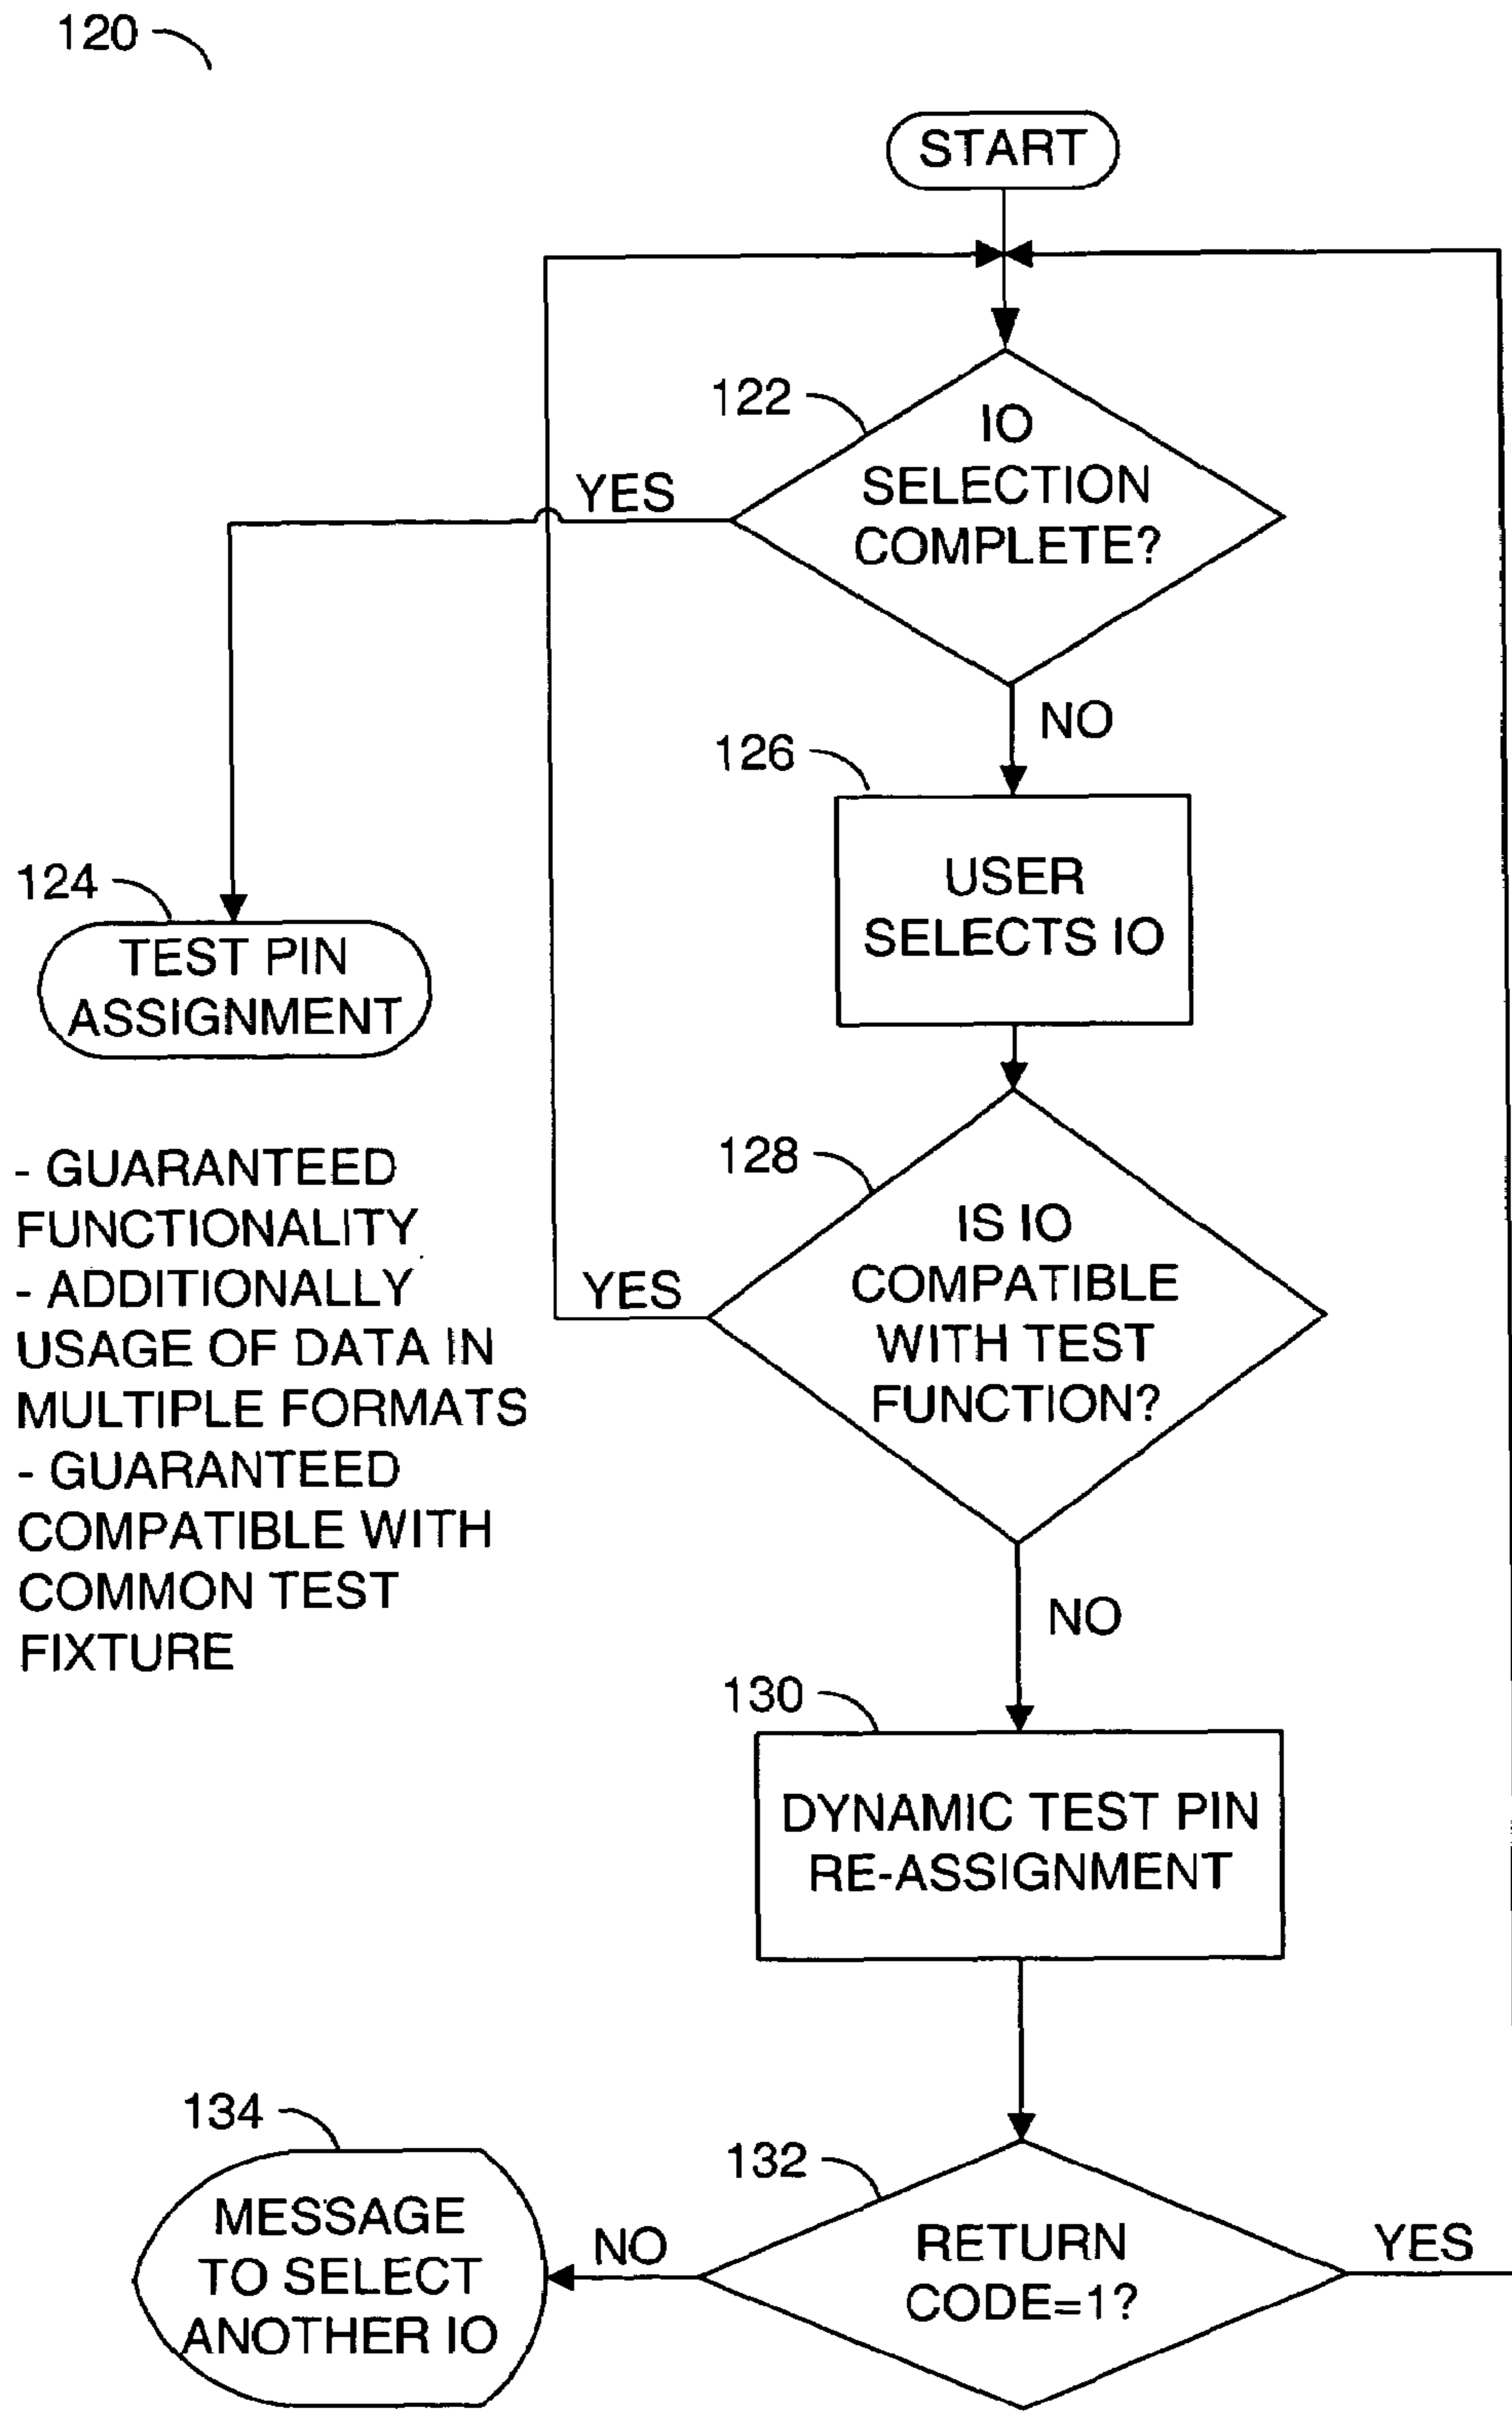 120
START
122
IO
SELECTION
COMPLETE?
YES
NO
126
USER
SELECTS IO
124
TEST PIN
ASSIGNMENT
- GUARANTEED
FUNCTIONALITY
- ADDITIONALLY
USAGE OF DATA IN
MULTIPLE FORMATS
- GUARANTEED
COMPATIBLE WITH
COMMON TEST
FIXTURE
128
IS IO
COMPATIBLE
WITH TEST
FUNCTION?
YES
NO
130
DYNAMIC TEST PIN
RE-ASSIGNMENT
132
RETURN
CODE=1?
YES
NO
134
MESSAGE
TO SELECT
ANOTHER IO